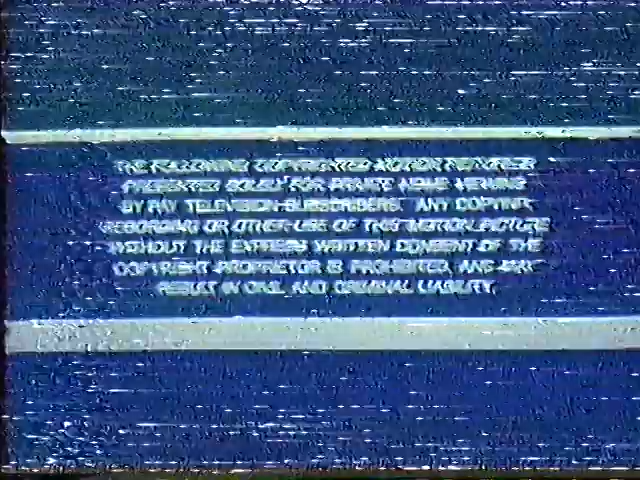 THE FOLLOWING COPYRIGHTED MOTION PICTURE IS
PRESENTED SOLELY FOR PRIVATE HOME VIEWING
BY PAY TELEVISION SUBSCRIBERS. ANY COPYING,
RECORDING OR OTHER USE OF THIS MOTION PICTURE
WITHOUT THE EXPRESS WRITTEN CONSENT OF THE
COPYRIGHT PROPRIETOR IS PROHIBITED, AND MAY
RESULT IN CIVIL AND CRIMINAL LIABILITY.